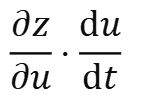 ∂z/∂u · du/dt